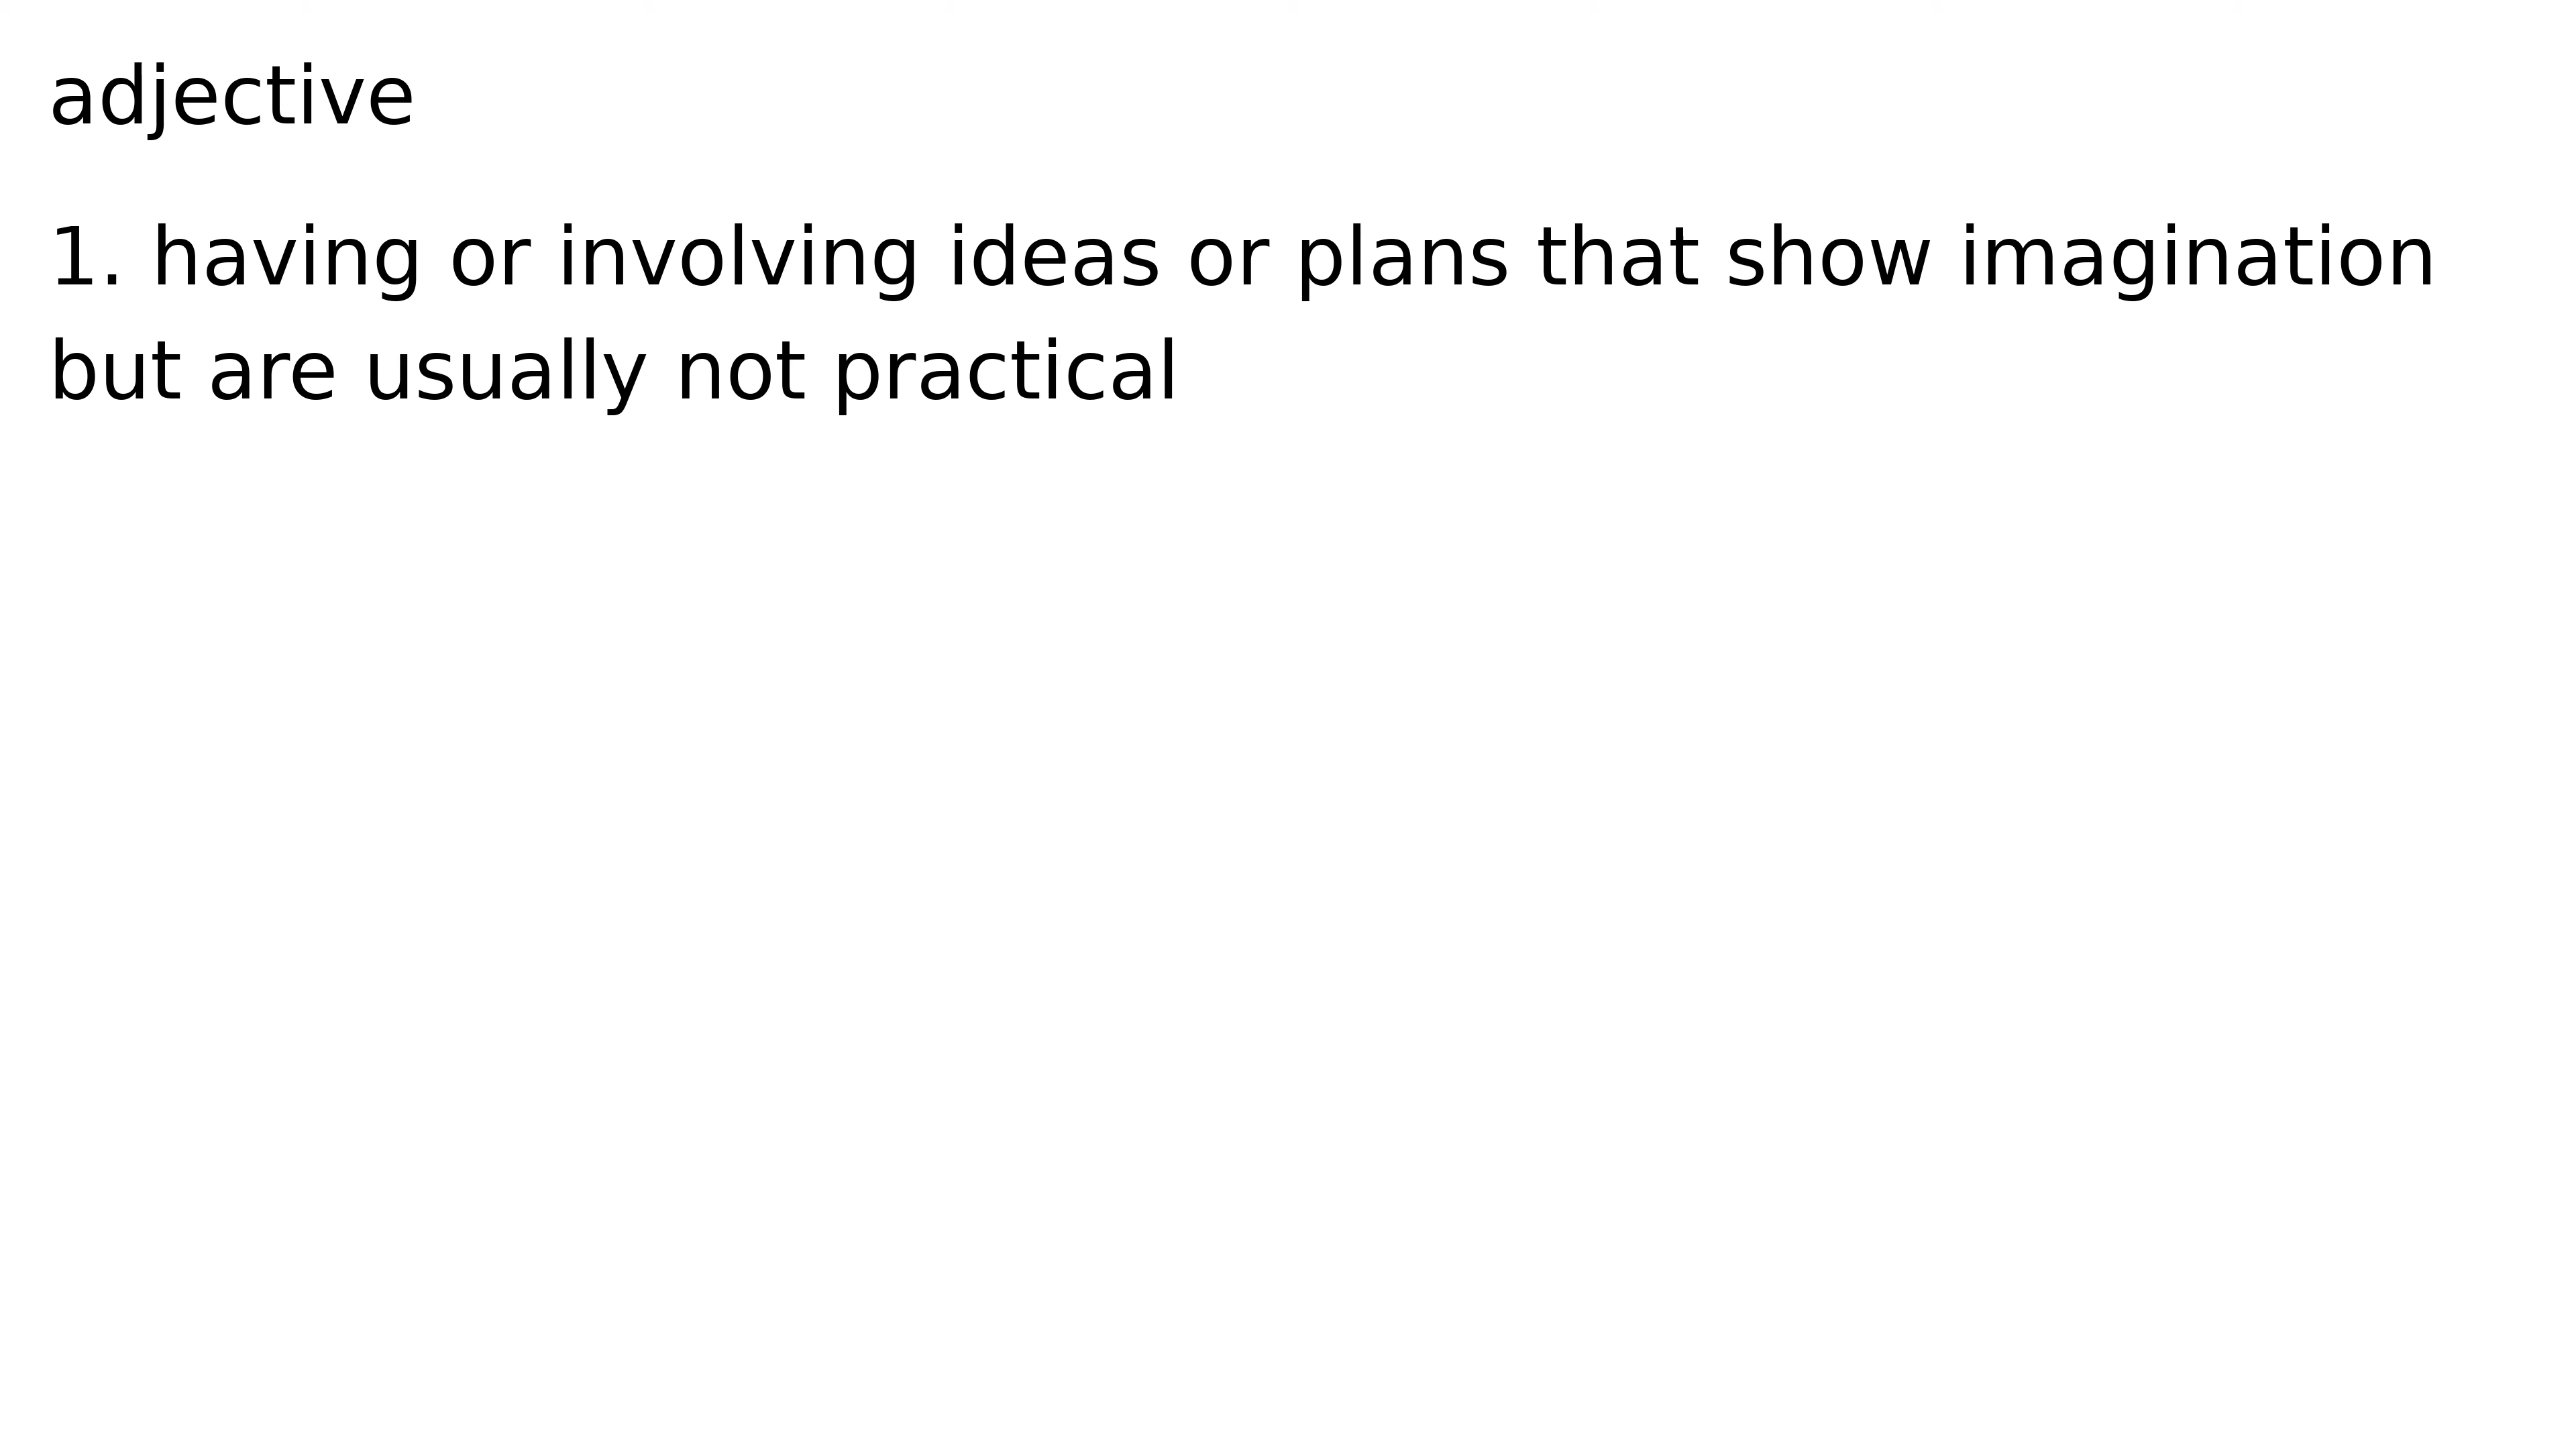 adjective
1. having or involving ideas or plans that show imagination
but are usually not practical